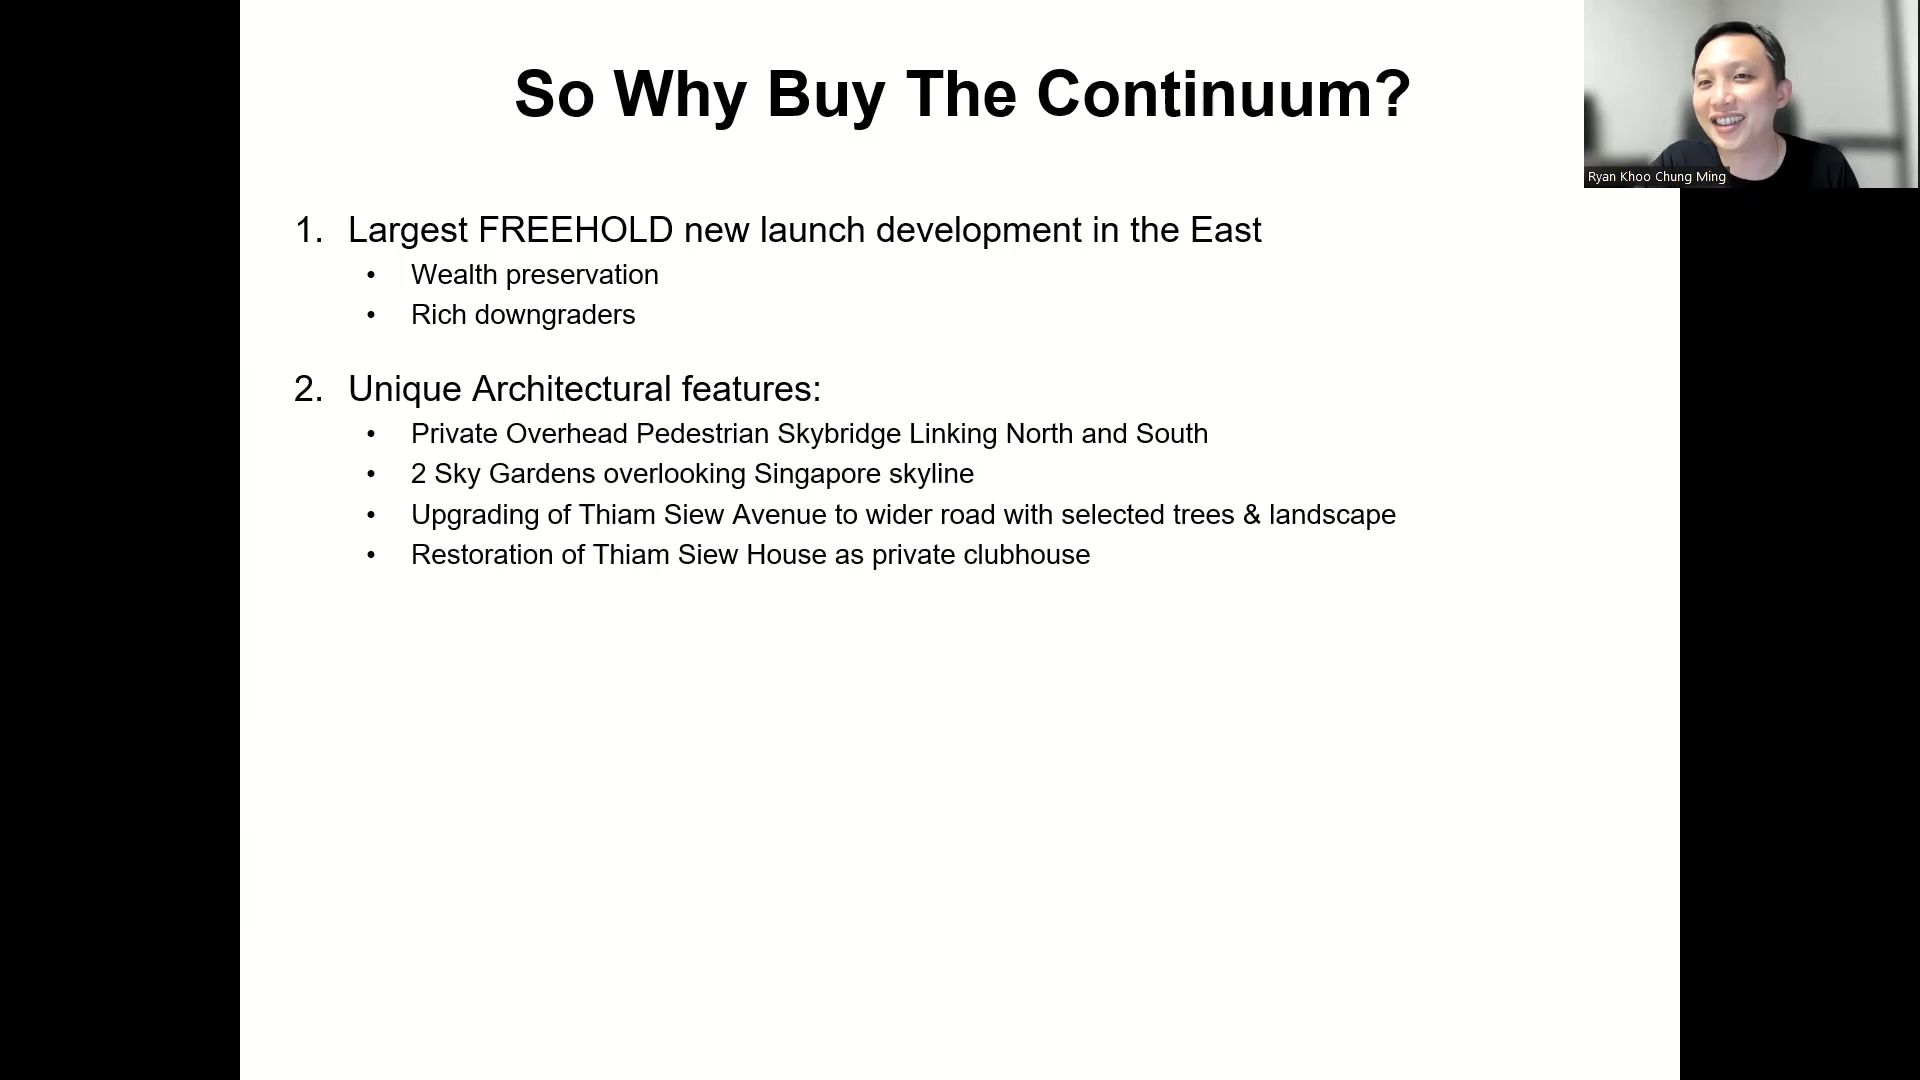 So Why Buy The Continuum?
Ryan Khoo Chung Ming
1. Largest FREEHOLD new launch development in the East
• Wealth preservation
• Rich downgraders
2. Unique Architectural features:
• Private Overhead Pedestrian Skybridge Linking North and South
• 2 Sky Gardens overlooking Singapore skyline
• Upgrading of Thiam Siew Avenue to wider road with selected trees & landscape
• Restoration of Thiam Siew House as private clubhouse